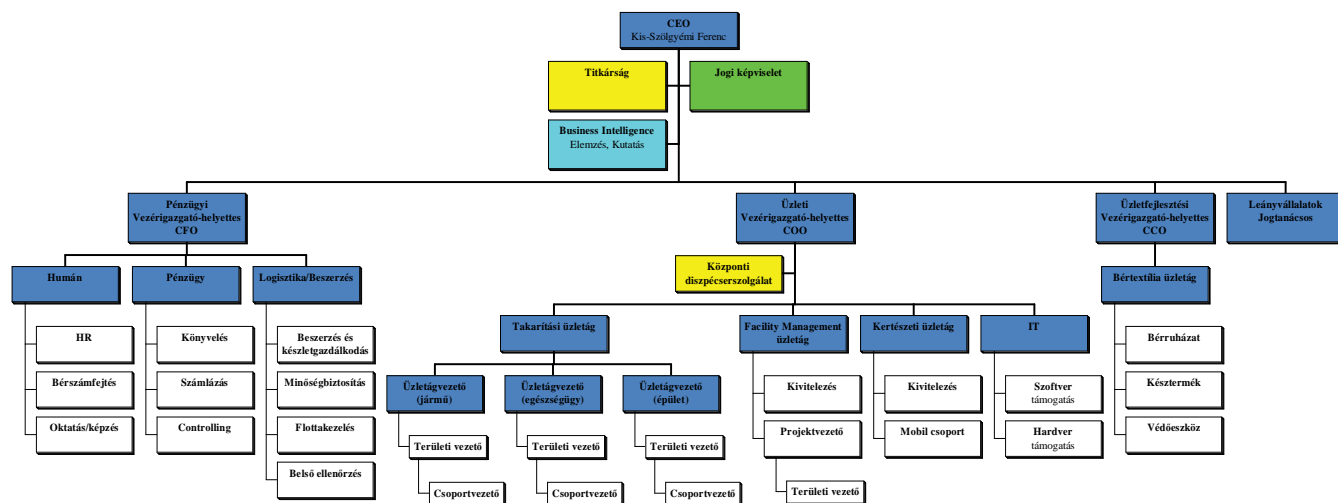 CEO
Kis-Szölgyémi Ferenc
Titkárság
Jogi képviselet
Business Intelligence
Elemzés, Kutatás
Pénzügyi
Vezérigazgató-helyettes
CFO
Üzleti
Vezérigazgató-helyettes
COO
Üzletfejlesztési
Vezérigazgató-helyettes
CCO
Leányvállalatok
Jogtanácsos
Központi
diszpécserszolgálat
Humán
Pénzügy
Logisztika/Beszerzés
Bértextília üzletág
HR
Bérszámfejtés
Oktatás/képzés
Könyvelés
Számlázás
Controlling
Beszerzés és
készletgazdálkodás
Minőségbiztosítás
Flottakezelés
Belső ellenőrzés
Takarítási üzletág
Facility Management
üzletág
Kertészeti üzletág
IT
Üzletágvezető
(jármű)
Területi vezető
Csoportvezető
Üzletágvezető
(egészségügy)
Területi vezető
Csoportvezető
Üzletágvezető
(épület)
Területi vezető
Csoportvezető
Kivitelezés
Projektvezető
Területi vezető
Kivitelezés
Mobil csoport
Szoftver
támogatás
Hardver
támogatás
Bérruházat
Késztermék
Védőeszköz